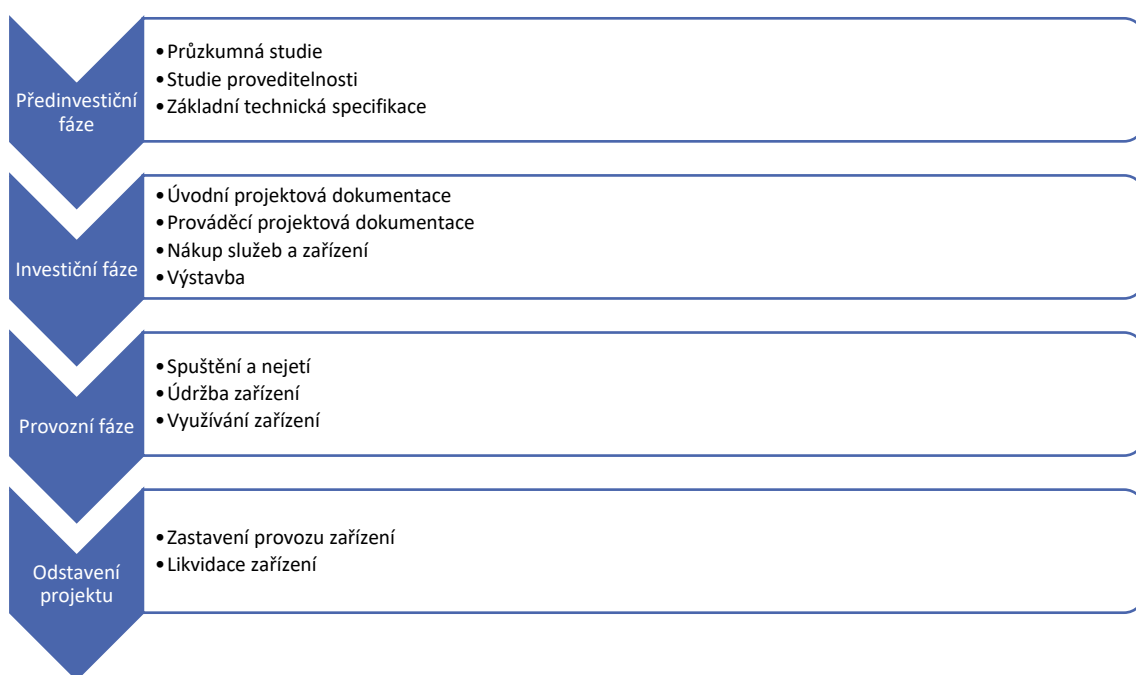 Předinvestiční
fáze
•Průzkumná studie
•Studie proveditelnosti
•Základní technická specifikace
Investiční fáze
•Úvodní projektová dokumentace
•Prováděcí projektová dokumentace
•Nákup služeb a zařízení
•Výstavba
Provozní fáze
•Spuštění a nejetí
•Údržba zařízení
•Využívání zařízení
Odstavení
projektu
•Zastavení provozu zařízení
•Likvidace zařízení